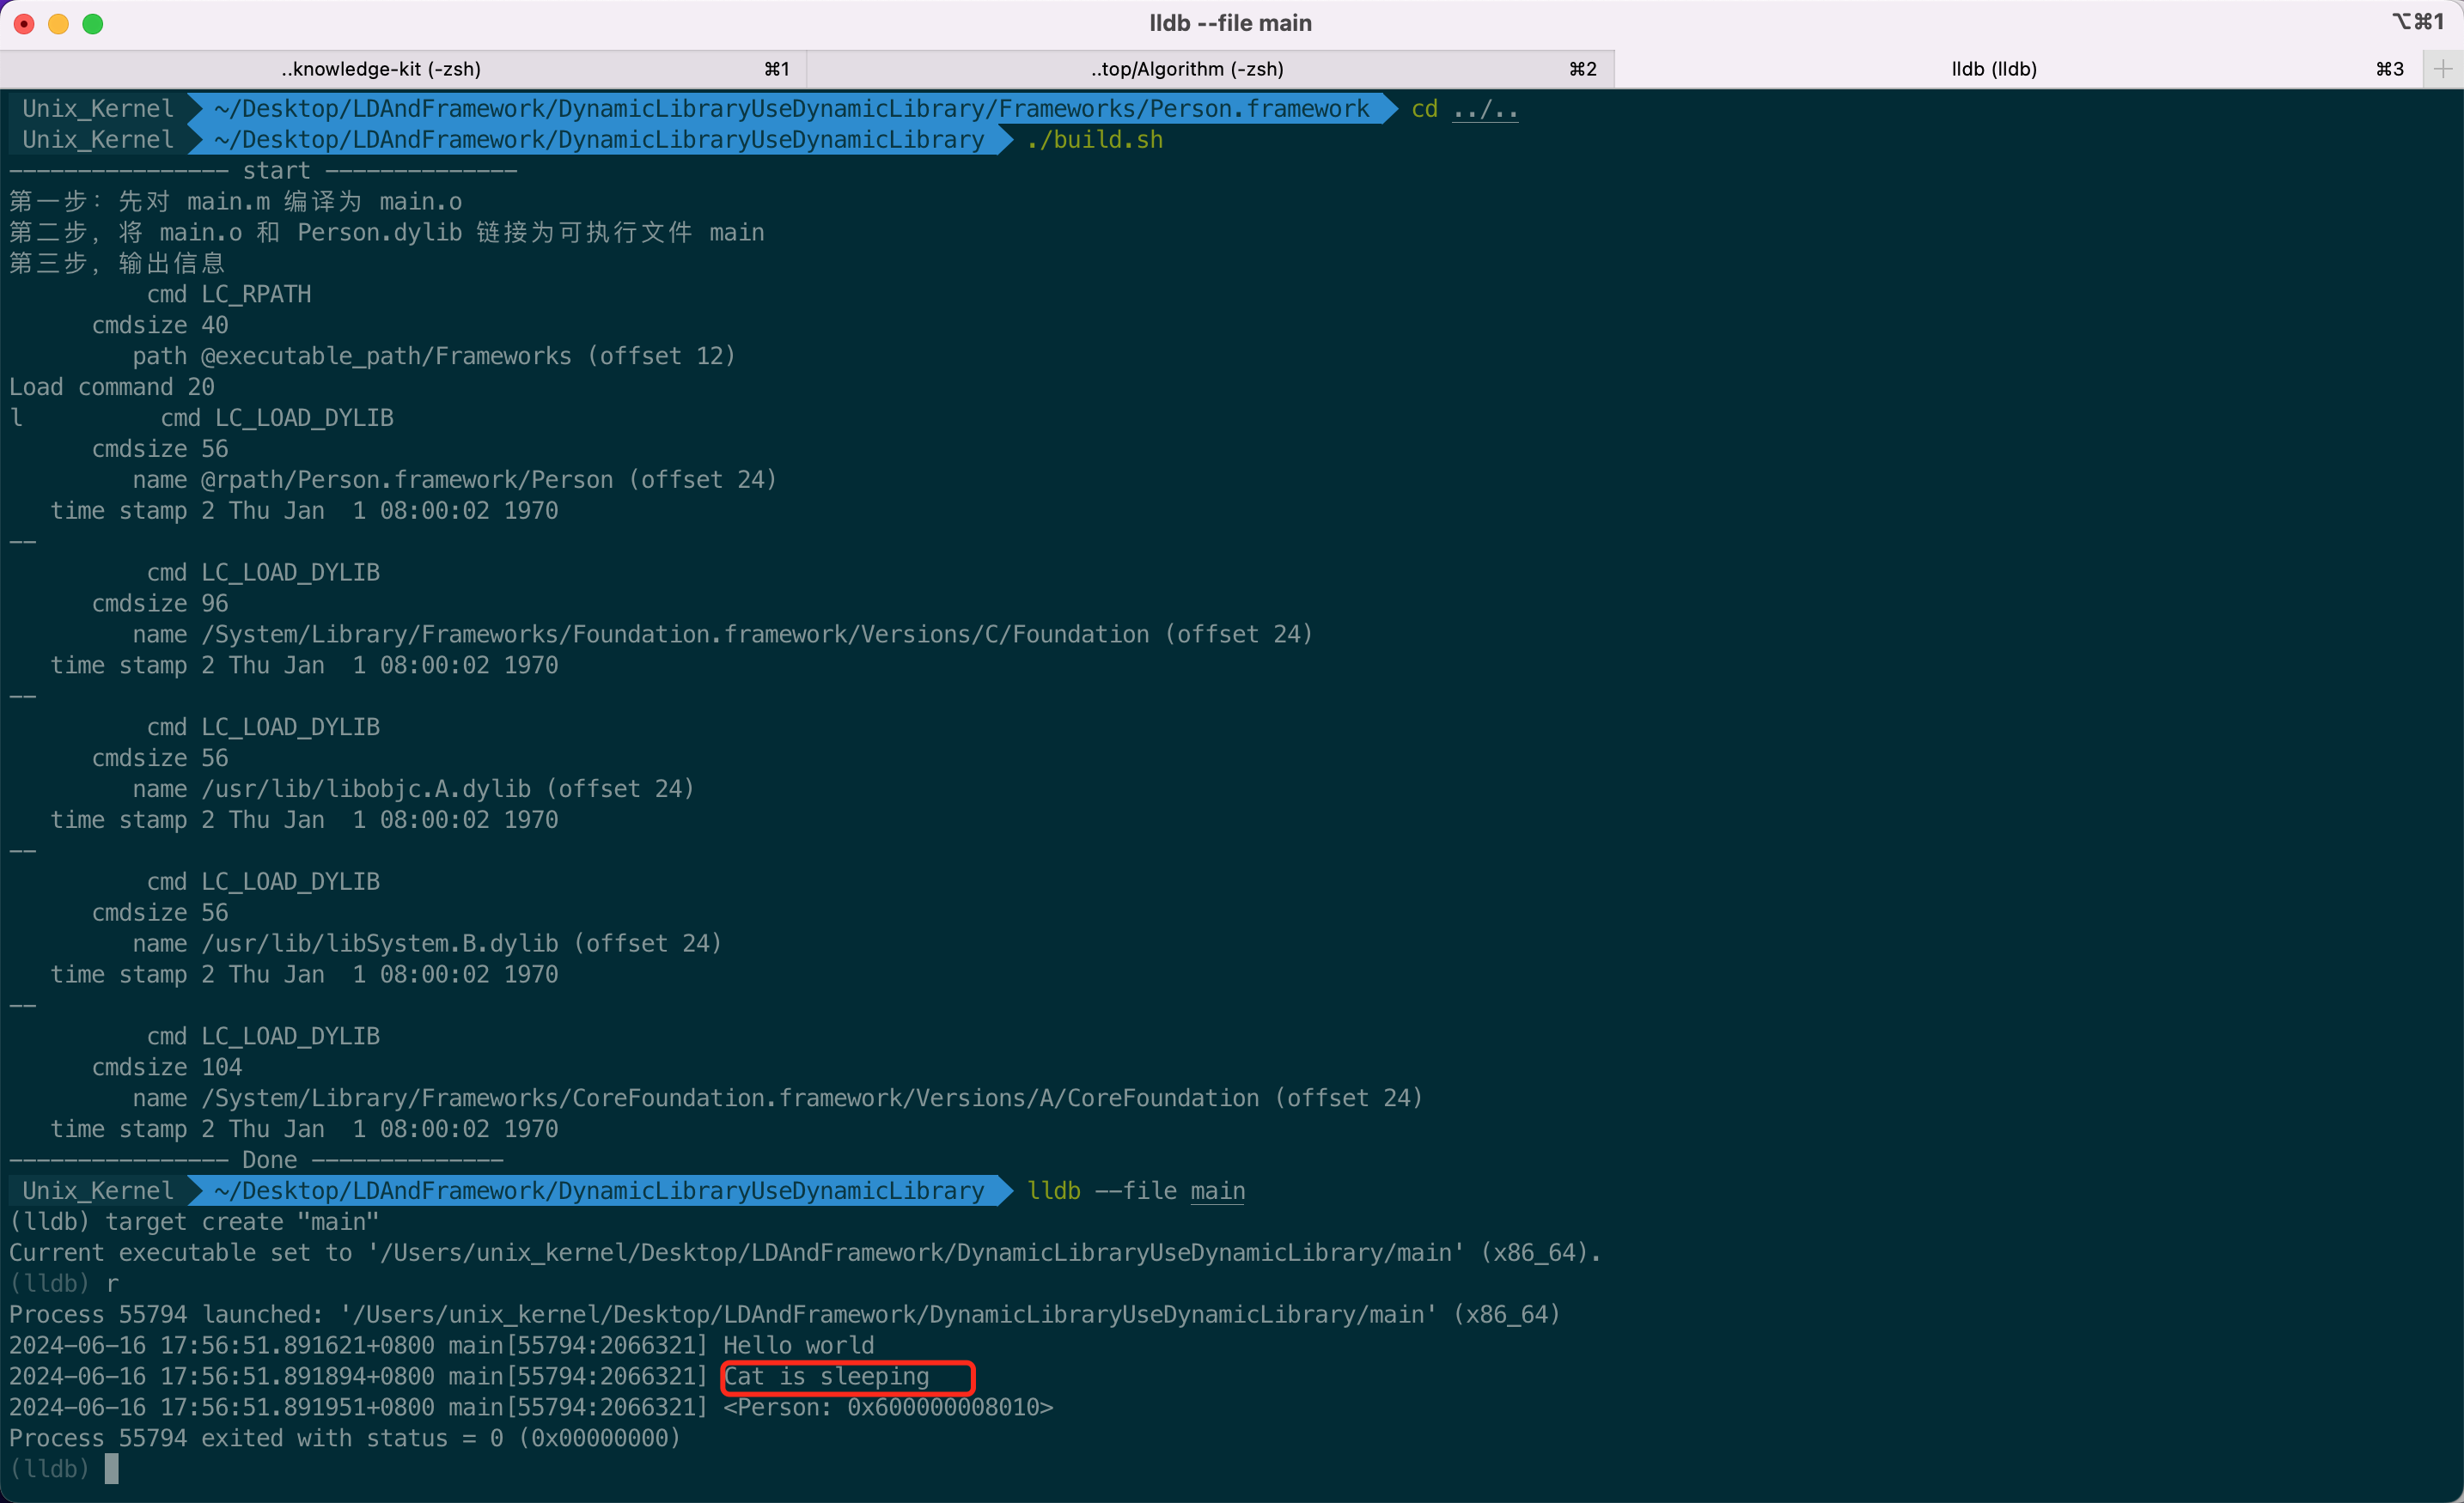 lldb --file main
⌥⌘1
..knowledge-kit (-zsh) ⌘1 ..top/Algorithm (-zsh) ⌘2 lldb (lldb) ⌘3
Unix_Kernel ~/Desktop/LDAndFramework/DynamicLibraryUseDynamicLibrary/Frameworks/Person.framework cd ../..
Unix_Kernel ~/Desktop/LDAndFramework/DynamicLibraryUseDynamicLibrary ./build.sh
---------------- start --------------
第一步：先对 main.m 编译为 main.o
第二步，将 main.o 和 Person.dylib 链接为可执行文件 main
第三步，输出信息
cmd LC_RPATH
cmdsize 40
path @executable_path/Frameworks (offset 12)
Load command 20
l cmd LC_LOAD_DYLIB
cmdsize 56
name @rpath/Person.framework/Person (offset 24)
time stamp 2 Thu Jan  1 08:00:02 1970
--
cmd LC_LOAD_DYLIB
cmdsize 96
name /System/Library/Frameworks/Foundation.framework/Versions/C/Foundation (offset 24)
time stamp 2 Thu Jan  1 08:00:02 1970
--
cmd LC_LOAD_DYLIB
cmdsize 56
name /usr/lib/libobjc.A.dylib (offset 24)
time stamp 2 Thu Jan  1 08:00:02 1970
--
cmd LC_LOAD_DYLIB
cmdsize 56
name /usr/lib/libSystem.B.dylib (offset 24)
time stamp 2 Thu Jan  1 08:00:02 1970
--
cmd LC_LOAD_DYLIB
cmdsize 104
name /System/Library/Frameworks/CoreFoundation.framework/Versions/A/CoreFoundation (offset 24)
time stamp 2 Thu Jan  1 08:00:02 1970
---------------- Done --------------
Unix_Kernel ~/Desktop/LDAndFramework/DynamicLibraryUseDynamicLibrary lldb --file main
(lldb) target create "main"
Current executable set to '/Users/unix_kernel/Desktop/LDAndFramework/DynamicLibraryUseDynamicLibrary/main' (x86_64).
(lldb) r
Process 55794 launched: '/Users/unix_kernel/Desktop/LDAndFramework/DynamicLibraryUseDynamicLibrary/main' (x86_64)
2024-06-16 17:56:51.891621+0800 main[55794:2066321] Hello world
2024-06-16 17:56:51.891894+0800 main[55794:2066321] Cat is sleeping
2024-06-16 17:56:51.891951+0800 main[55794:2066321] <Person: 0x600000008010>
Process 55794 exited with status = 0 (0x00000000)
(lldb)